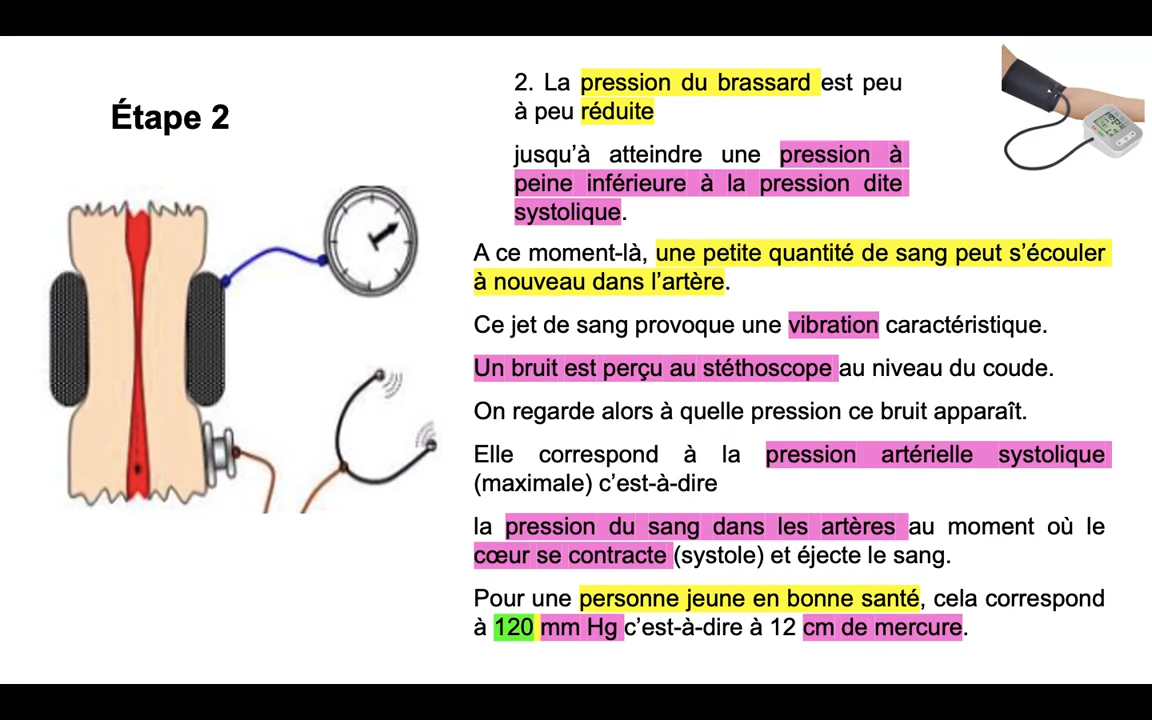 Étape 2
2. La pression du brassard est peu
à peu réduite
jusqu’à atteindre une pression à
peine inférieure à la pression dite
systolique.
A ce moment-là, une petite quantité de sang peut s’écouler
à nouveau dans l’artère.
Ce jet de sang provoque une vibration caractéristique.
Un bruit est perçu au stéthoscope au niveau du coude.
On regarde alors à quelle pression ce bruit apparaît.
Elle correspond à la pression artérielle systolique
(maximale) c’est-à-dire
la pression du sang dans les artères au moment où le
cœur se contracte (systole) et éjecte le sang.
Pour une personne jeune en bonne santé, cela correspond
à 120 mm Hg c’est-à-dire à 12 cm de mercure.